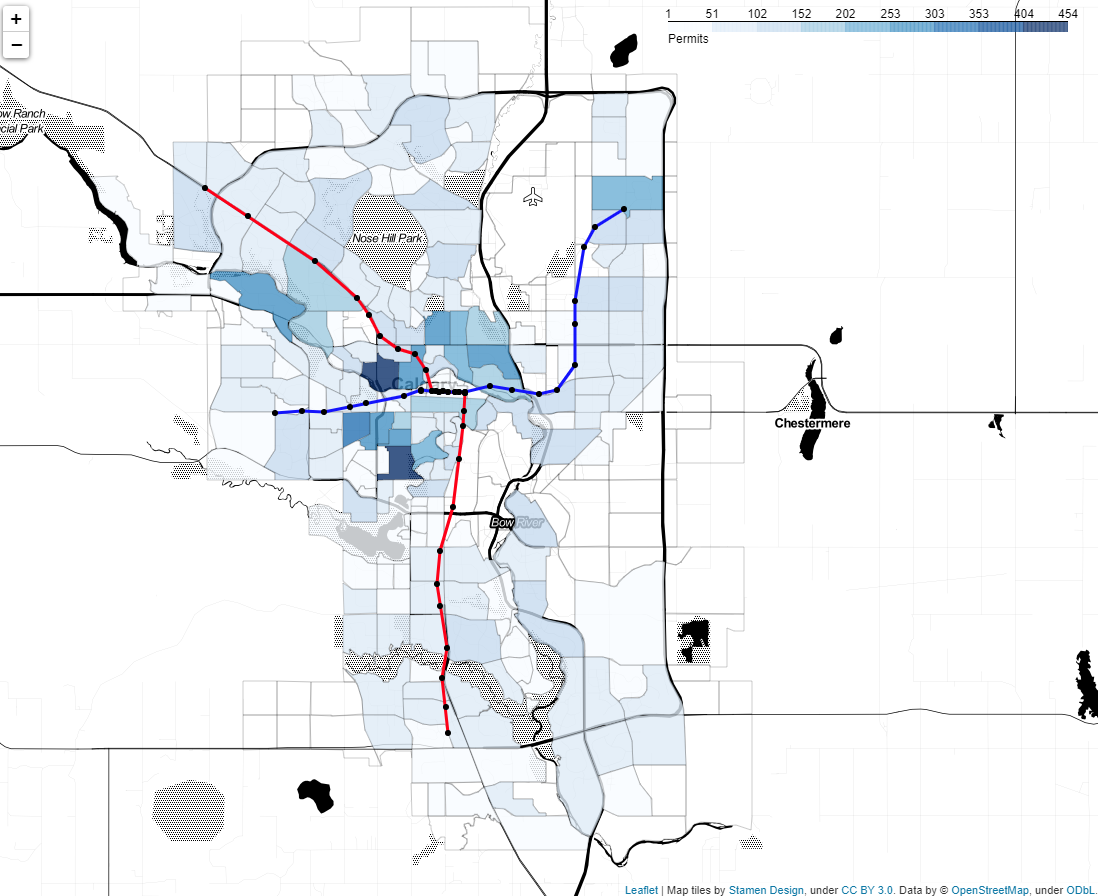 +
−
1 51 102 152 202 253 303 353 404 454
Permits
ow Ranch
cial Park
Nose Hill Park
Calgary
Chestermere
Bow River
Leaflet | Map tiles by Stamen Design, under CC BY 3.0. Data by © OpenStreetMap, under ODbL.